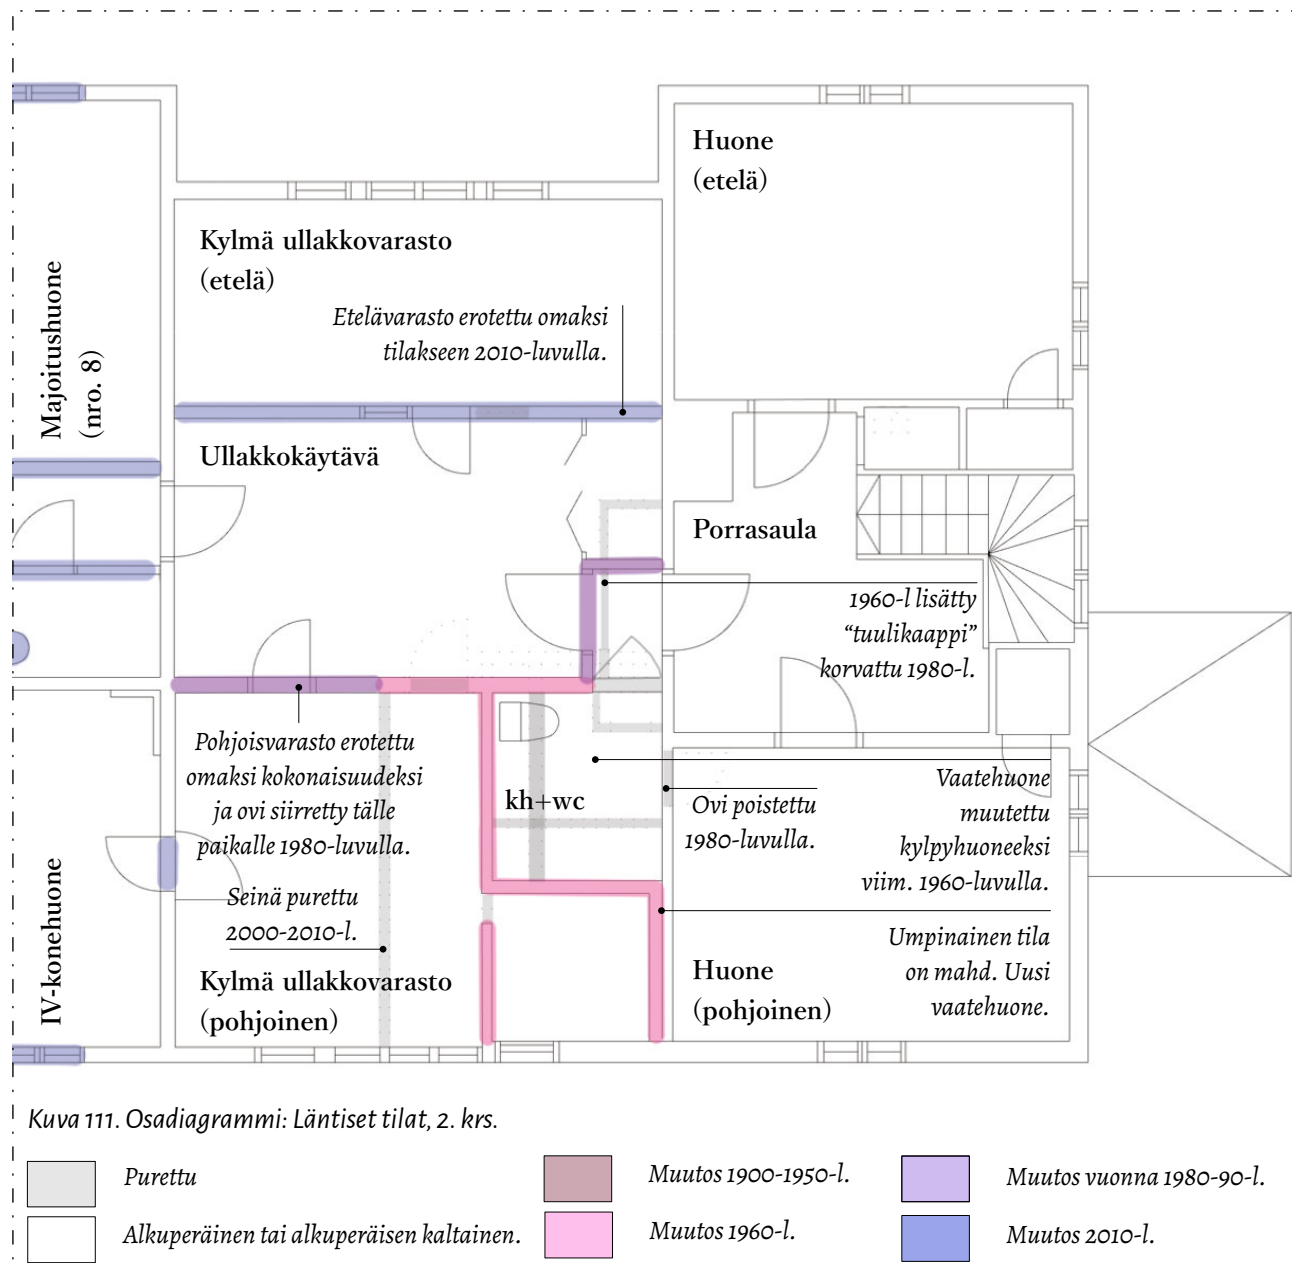 Huone
(etelä)
Kylmä ullakkovarasto
(etelä)
Etelävarasto erotettu omaksi
tilakseen 2010-luvulla.
Majoitushuone
(nro. 8)
Ullakkokäytävä
Porrasaula
1960-l lisätty
“tuulikaappi”
korvattu 1980-l.
Pohjoisvarasto erotettu
omaksi kokonaisuudeksi
ja ovi siirretty tälle
paikalle 1980-luvulla.
kh+wc
Ovi poistettu
1980-luvulla.
Vaatehuone
muutettu
kylpyhuoneeksi
viim. 1960-luvulla.
Seinä purettu
2000-2010-l.
IV-konehuone
Kylmä ullakkovarasto
(pohjoinen)
Huone
(pohjoinen)
Umpinainen tila
on mahd. Uusi
vaatehuone.
Kuva 111. Osadiagrammi: Läntiset tilat, 2. krs.
Purettu
Alkuperäinen tai alkuperäisen kaltainen.
Muutos 1900-1950-l.
Muutos 1960-l.
Muutos vuonna 1980-90-l.
Muutos 2010-l.